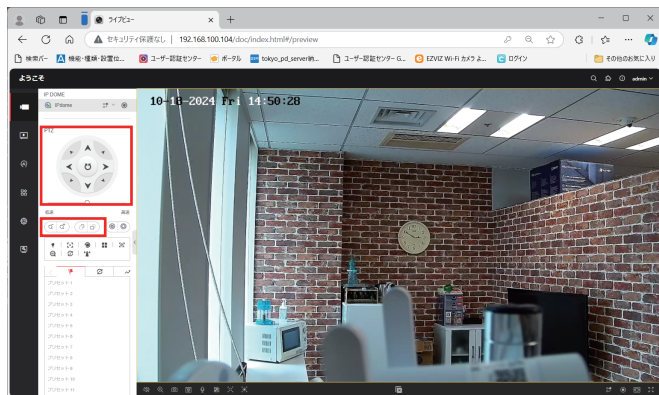 ライブビュー
セキュリティ保護なし | 192.168.100.104/doc/index.html#/preview
検索バー
機能・種類・設置位...
ユーザー認証センター
ポータル
tokyo_pd_server納...
ユーザー認証センター G...
EZVIZ Wi-Fi カメラ よ...
ログイン
その他のお気に入り
ようこそ
admin
IP DOME
IPdome
10-18-2024 Fri 14:50:28
PTZ
低速
高速
プリセット 1
プリセット 2
プリセット 3
プリセット 4
プリセット 5
プリセット 6
プリセット 7
プリセット 8
プリセット 9
プリセット 10
プリセット 11